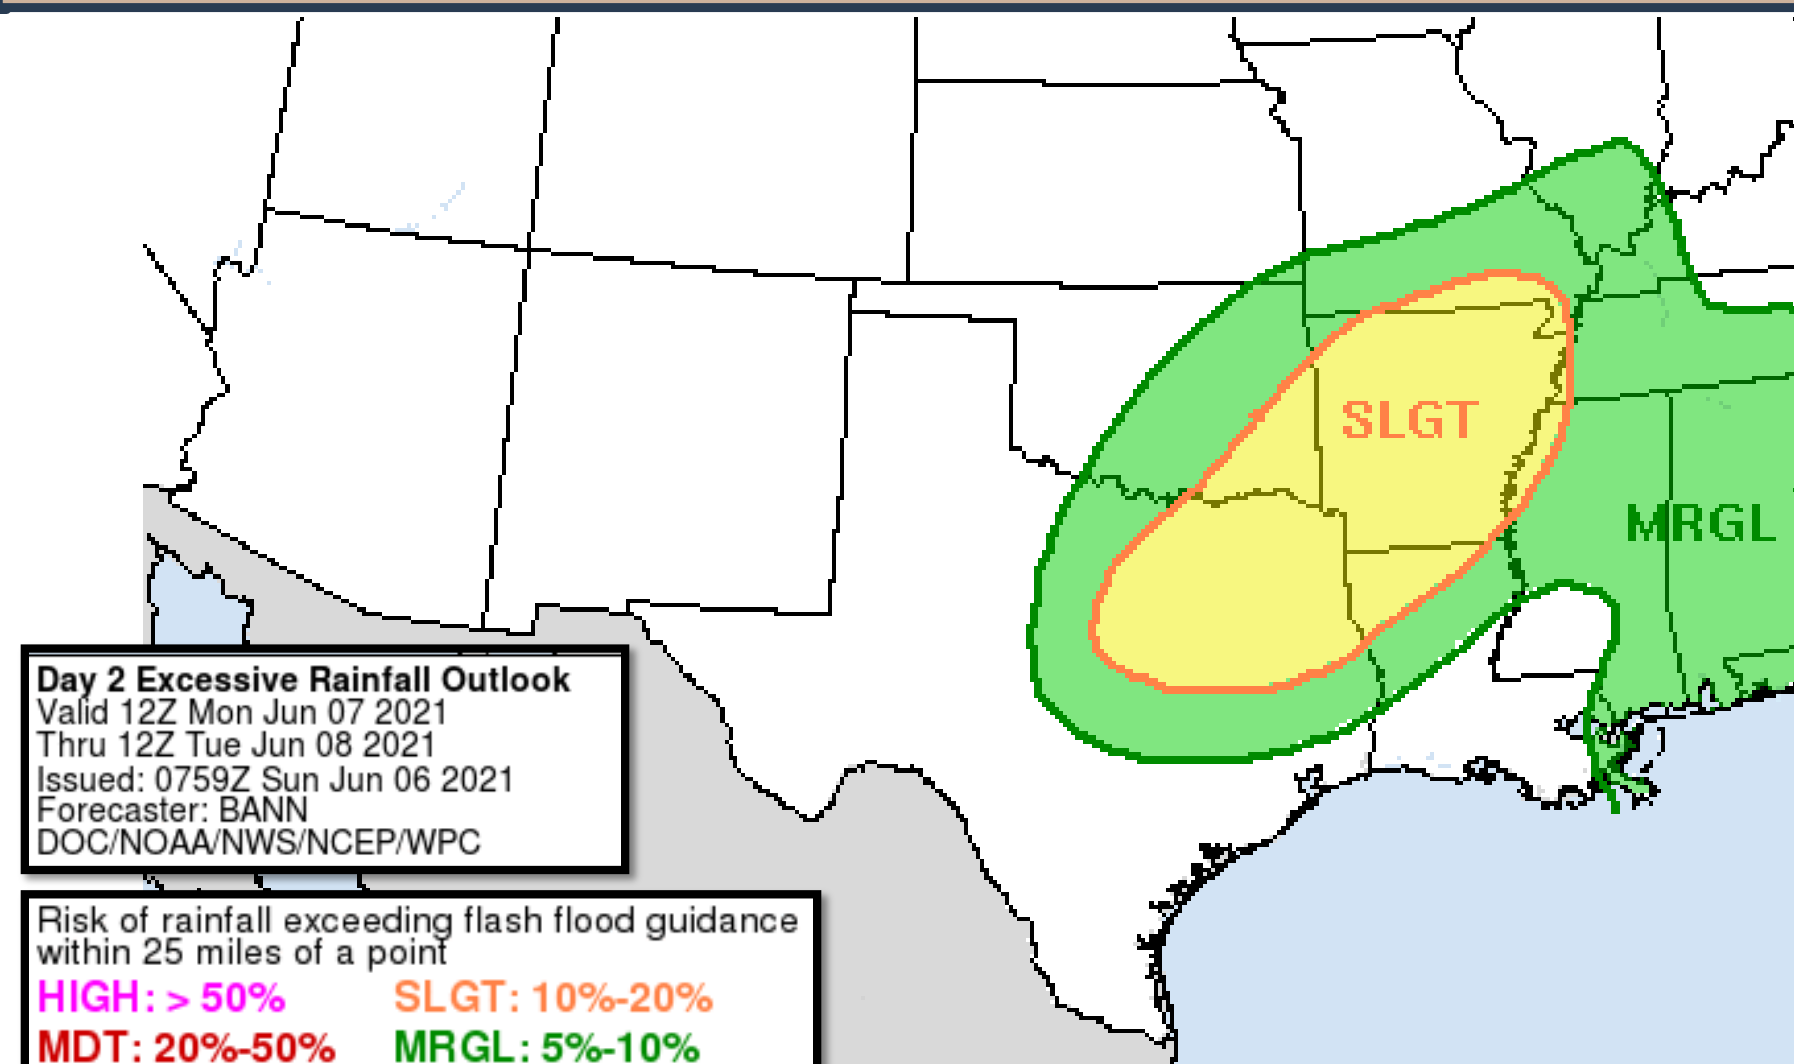 SLGT
MRGL
Day 2 Excessive Rainfall Outlook
Valid 12Z Mon Jun 07 2021
Thru 12Z Tue Jun 08 2021
Issued: 0759Z Sun Jun 06 2021
Forecaster: BANN
DOC/NOAA/NWS/NCEP/WPC
Risk of rainfall exceeding flash flood guidance
within 25 miles of a point
HIGH: > 50% SLGT: 10%-20%
MDT: 20%-50% MRGL: 5%-10%